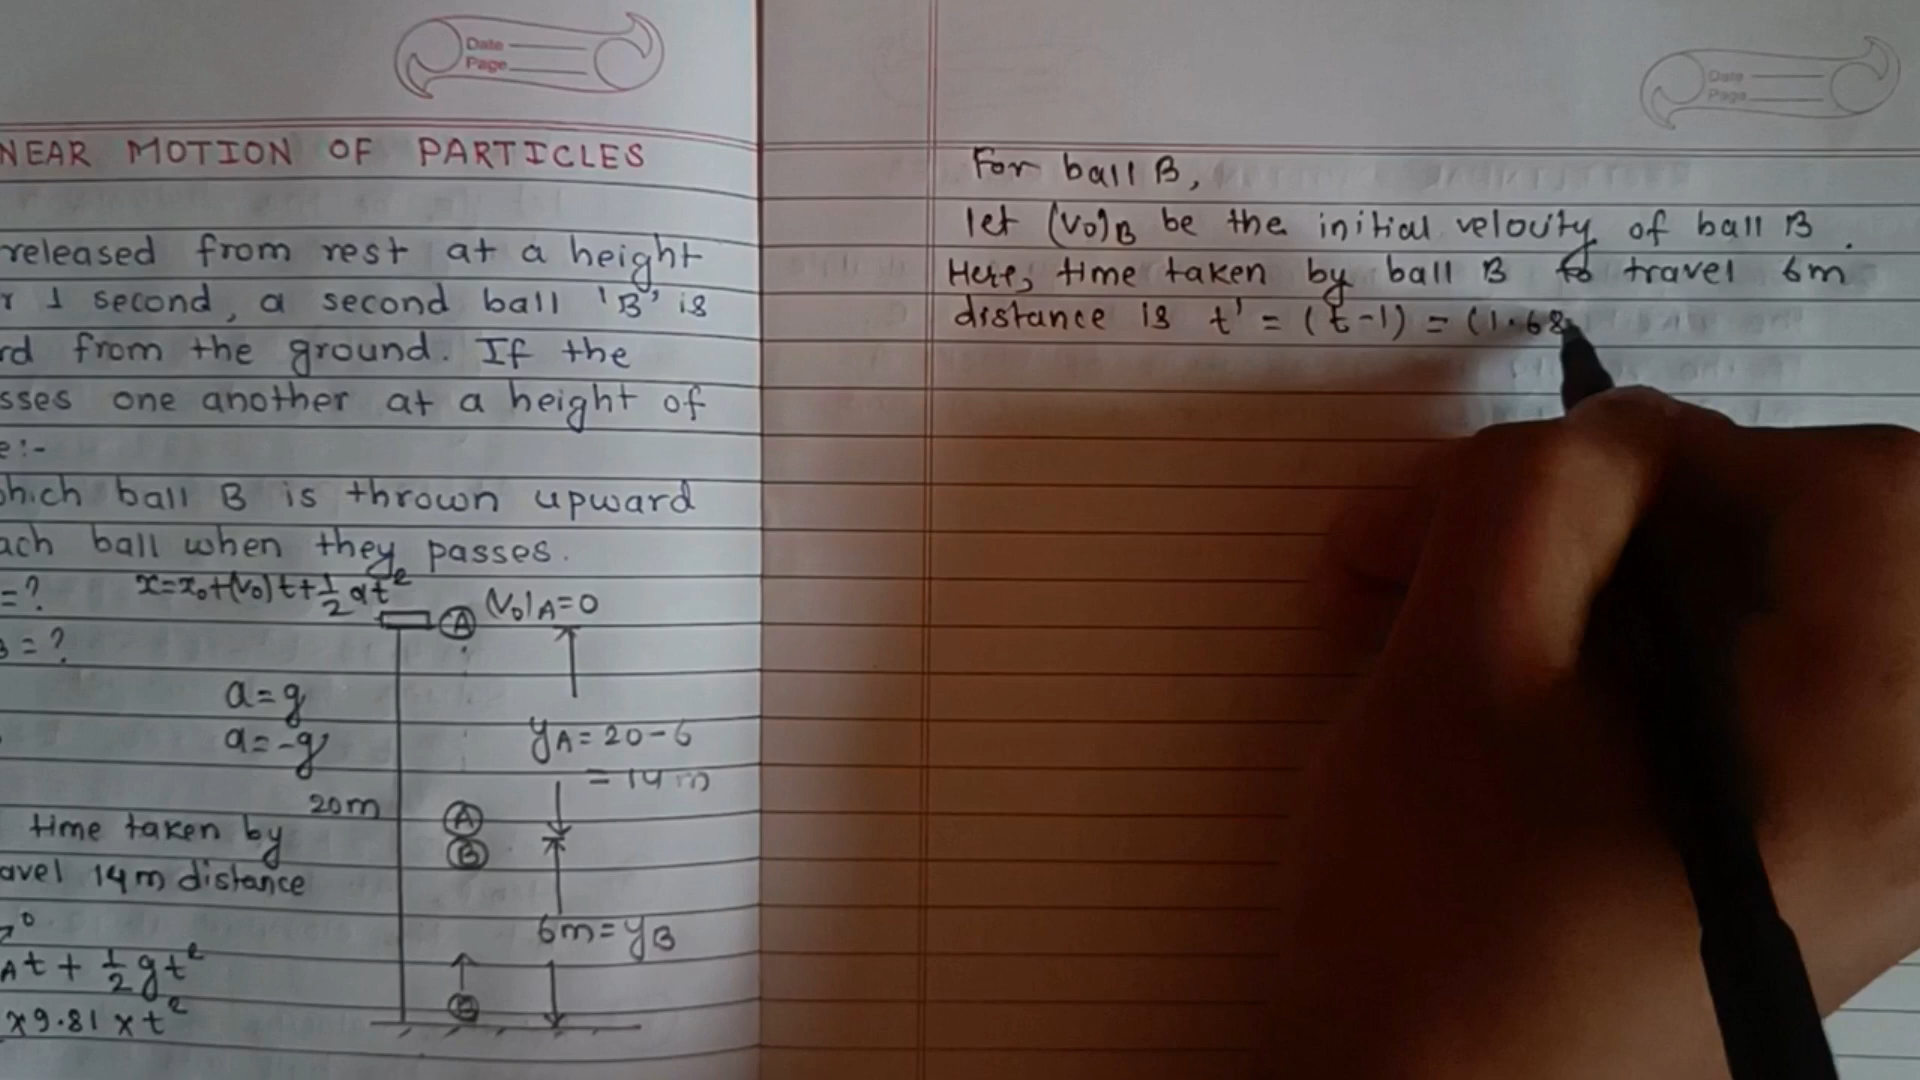 Date
Page
NEAR MOTION OF PARTICLES
released from rest at a height
r 1 second, a second ball 'B' is
rd from the ground. If the
sses one another at a height of
e:-
hich ball B is thrown upward
ach ball when they passes.
=? x=x₀+(v₀)t+½at²
(V₀)A=0
A
B=?
a=g
a=-g
yA=20-6
=14m
20m
A
B
time taken by
avel 14m distance
0
6m=yB
At+½gt²
B
x9.81xt²
Date
Page
For ball B,
let (V₀)B be the initial velocity of ball B.
Here, time taken by ball B to travel 6m
distance is t' = (t-1) = (1.68